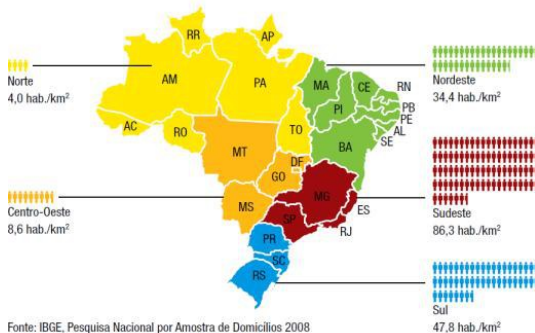 RR
AP
Norte
4,0 hab./km²
AM
PA
MA
CE
RN
Nordeste
34,4 hab./km²
PI
PB
PE
AL
SE
AC
RO
TO
BA
MT
DF
GO
MG
ES
Sudeste
86,3 hab./km²
Centro-Oeste
8,6 hab./km²
MS
SP
RJ
PR
SC
RS
Sul
47,8 hab./km²
Fonte: IBGE, Pesquisa Nacional por Amostra de Domicílios 2008